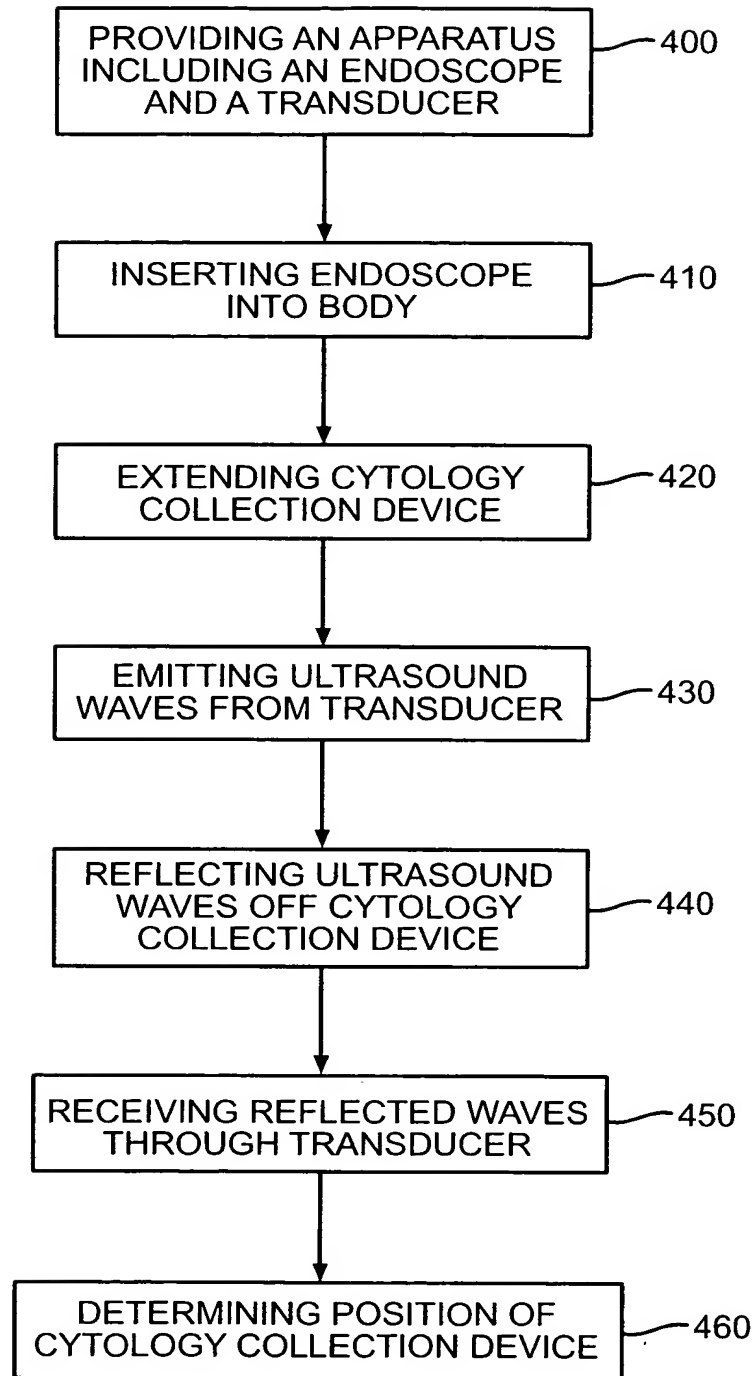 PROVIDING AN APPARATUS
INCLUDING AN ENDOSCOPE
AND A TRANSDUCER
400
INSERTING ENDOSCOPE
INTO BODY
410
EXTENDING CYTOLOGY
COLLECTION DEVICE
420
EMITTING ULTRASOUND
WAVES FROM TRANSDUCER
430
REFLECTING ULTRASOUND
WAVES OFF CYTOLOGY
COLLECTION DEVICE
440
RECEIVING REFLECTED WAVES
THROUGH TRANSDUCER
450
DETERMINING POSITION OF
CYTOLOGY COLLECTION DEVICE
460